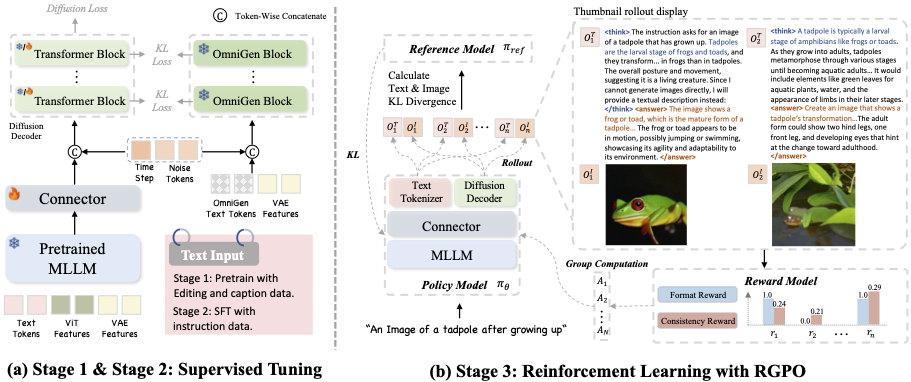 Diffusion Loss
C Token-Wise Concatenate
Transformer Block
KL Loss
OmniGen Block
Transformer Block
KL Loss
OmniGen Block
Diffusion Decoder
C
C
Time Step
Noise Tokens
Connector
OmniGen Text Tokens
VAE Features
Pretrained MLLM
Text Input
Stage 1: Pretrain with
Editing and caption data.
Stage 2: SFT with
instruction data.
Text Tokens
ViT Features
VAE Features
(a) Stage 1 & Stage 2: Supervised Tuning
Reference Model π_ref
Calculate
Text & Image
KL Divergence
O_1^T O_1^I O_2^T O_2^I ... O_n^T O_n^I
KL
Rollout
Text Tokenizer
Diffusion Decoder
Connector
MLLM
Policy Model π_θ
"An Image of a tadpole after growing up"
Group Computation
A_1
A_2
A_N
Thumbnail rollout display
O_1^T
<think> The instruction asks for an image
of a tadpole that has grown up. Tadpoles
are the larval stage of frogs and toads, and
they transform... in frogs than in tadpoles.
The overall posture and movement,
suggesting it is a living creature. Since I
cannot generate images directly, I will
provide a textual description instead:
</think> <answer> The image shows a
frog or toad, which is the mature form of a
tadpole... The frog or toad appears to be
in motion, possibly jumping or swimming,
showcasing its agility and adaptability to
its environment. </answer>
O_1^I
O_2^T
<think> A tadpole is typically a larval
stage of amphibians like frogs or toads.
As they grow into adults, tadpoles
metamorphose through various stages
until becoming aquatic adults... It would
include elements like green leaves for
aquatic plants, water, and the
appearance of limbs in their later stages.
<answer> Create an image that shows a
tadpole's transformation...The adult
form could show two hind legs, one
front leg, and developing eyes that hint
at the change toward adulthood.
</answer>
O_2^I
Reward Model
Format Reward
Consistency Reward
1.0
0.24
0.0
0.21
1.0
0.29
r_1 r_2 ... r_n
(b) Stage 3: Reinforcement Learning with RGPO